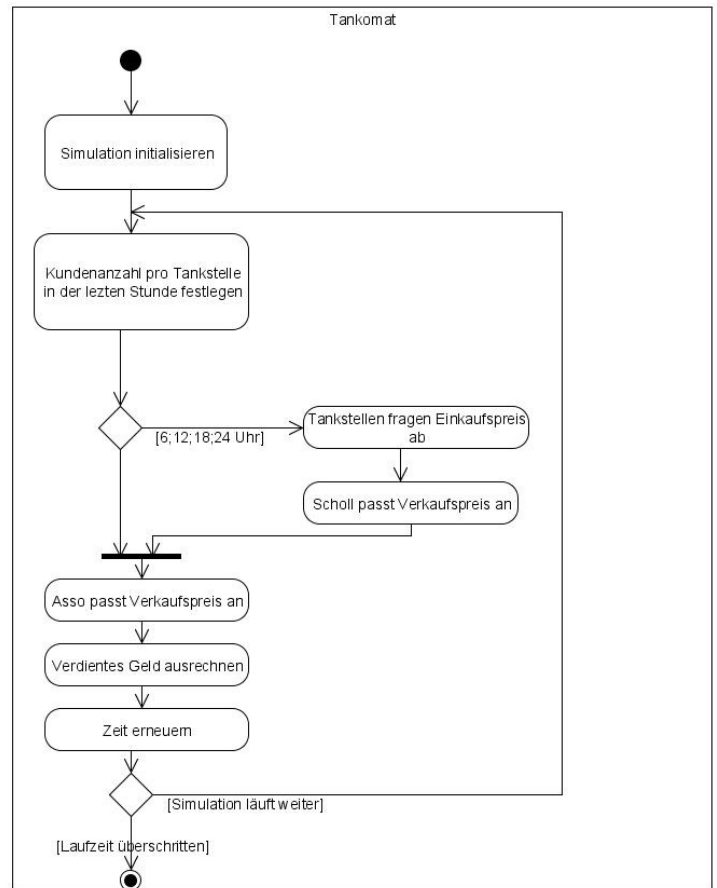 Tankomat
Simulation initialisieren
Kundenanzahl pro Tankstelle
in der lezten Stunde festlegen
[6;12;18;24 Uhr]
Tankstellen fragen Einkaufspreis
ab
Scholl passt Verkaufspreis an
Asso passt Verkaufspreis an
Verdientes Geld ausrechnen
Zeit erneuern
[Simulation läuft weiter]
[Laufzeit überschritten]